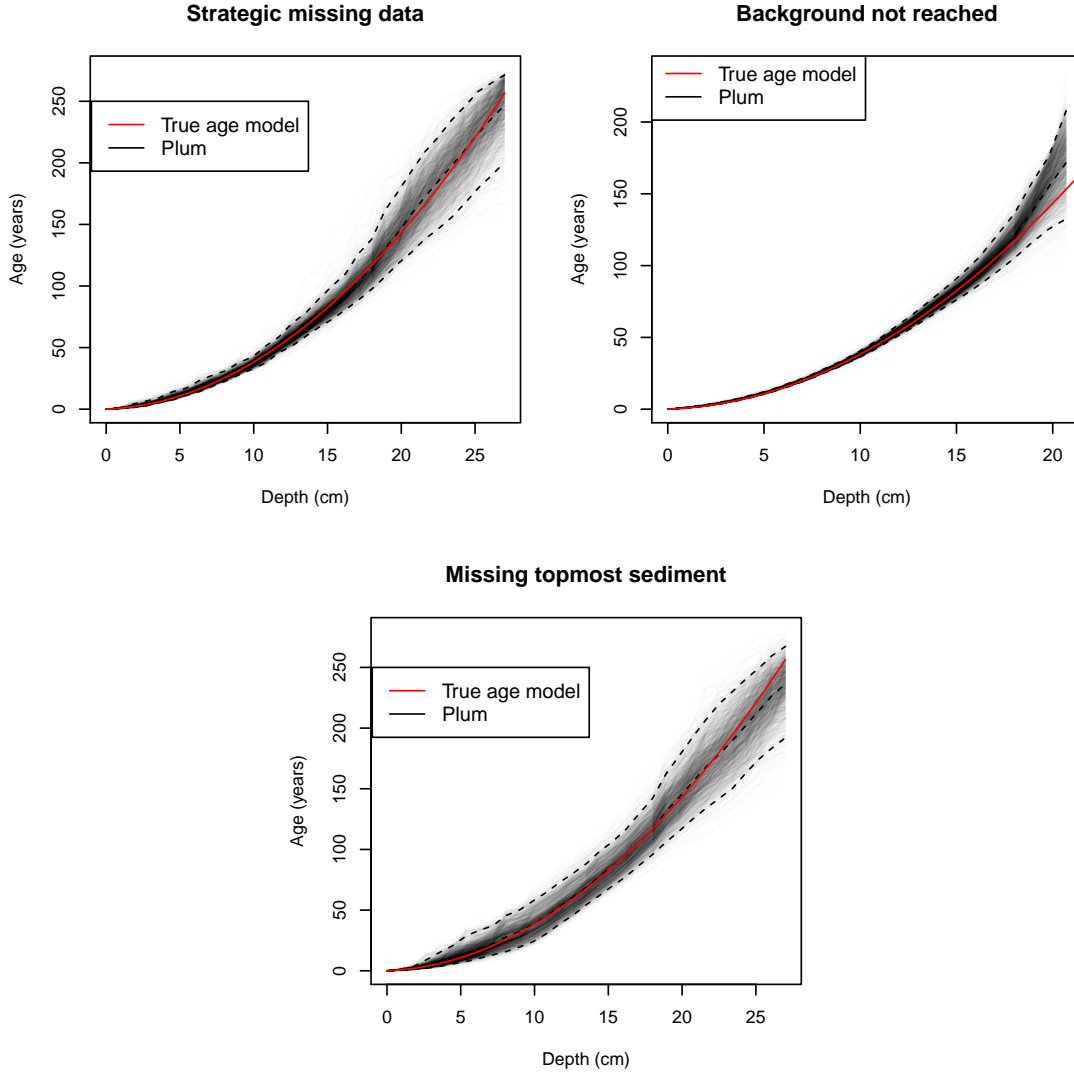 Strategic missing data
True age model
Plum
Age (years)
0 50 100 150 200 250
0 5 10 15 20 25
Depth (cm)
Background not reached
True age model
Plum
Age (years)
0 50 100 150 200
0 5 10 15 20
Depth (cm)
Missing topmost sediment
True age model
Plum
Age (years)
0 50 100 150 200 250
0 5 10 15 20 25
Depth (cm)